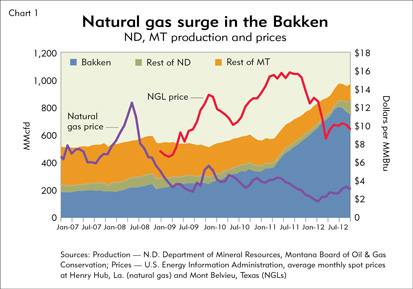 Chart 1
Natural gas surge in the Bakken
ND, MT production and prices
MMcfd
Dollars per MMBtu
1,200
1,000
800
600
400
200
0
$18
$16
$14
$12
$10
$8
$6
$4
$2
$0
Bakken
Rest of ND
Rest of MT
NGL price
Natural
gas price
Jan-07
Jul-07
Jan-08
Jul-08
Jan-09
Jul-09
Jan-10
Jul-10
Jan-11
Jul-11
Jan-12
Jul-12
Sources: Production — N.D. Department of Mineral Resources, Montana Board of Oil & Gas
Conservation; Prices — U.S. Energy Information Administration, average monthly spot prices
at Henry Hub, La. (natural gas) and Mont Belvieu, Texas (NGLs)